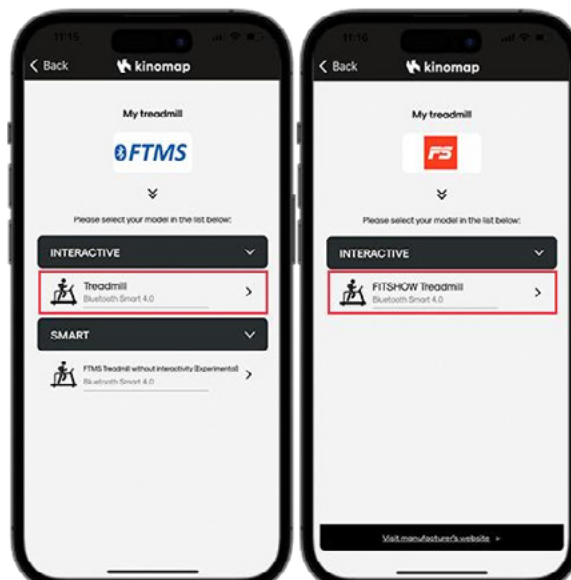 11:15
Back
kinomap
My treadmill
FTMS
Please select your model in the list below:
INTERACTIVE
Treadmill
Bluetooth Smart 4.0
SMART
FTMS Treadmill without interactivity (Experimental)
Bluetooth Smart 4.0
11:16
Back
kinomap
My treadmill
FS
Please select your model in the list below:
INTERACTIVE
FITSHOW Treadmill
Bluetooth Smart 4.0
Visit manufacturer's website